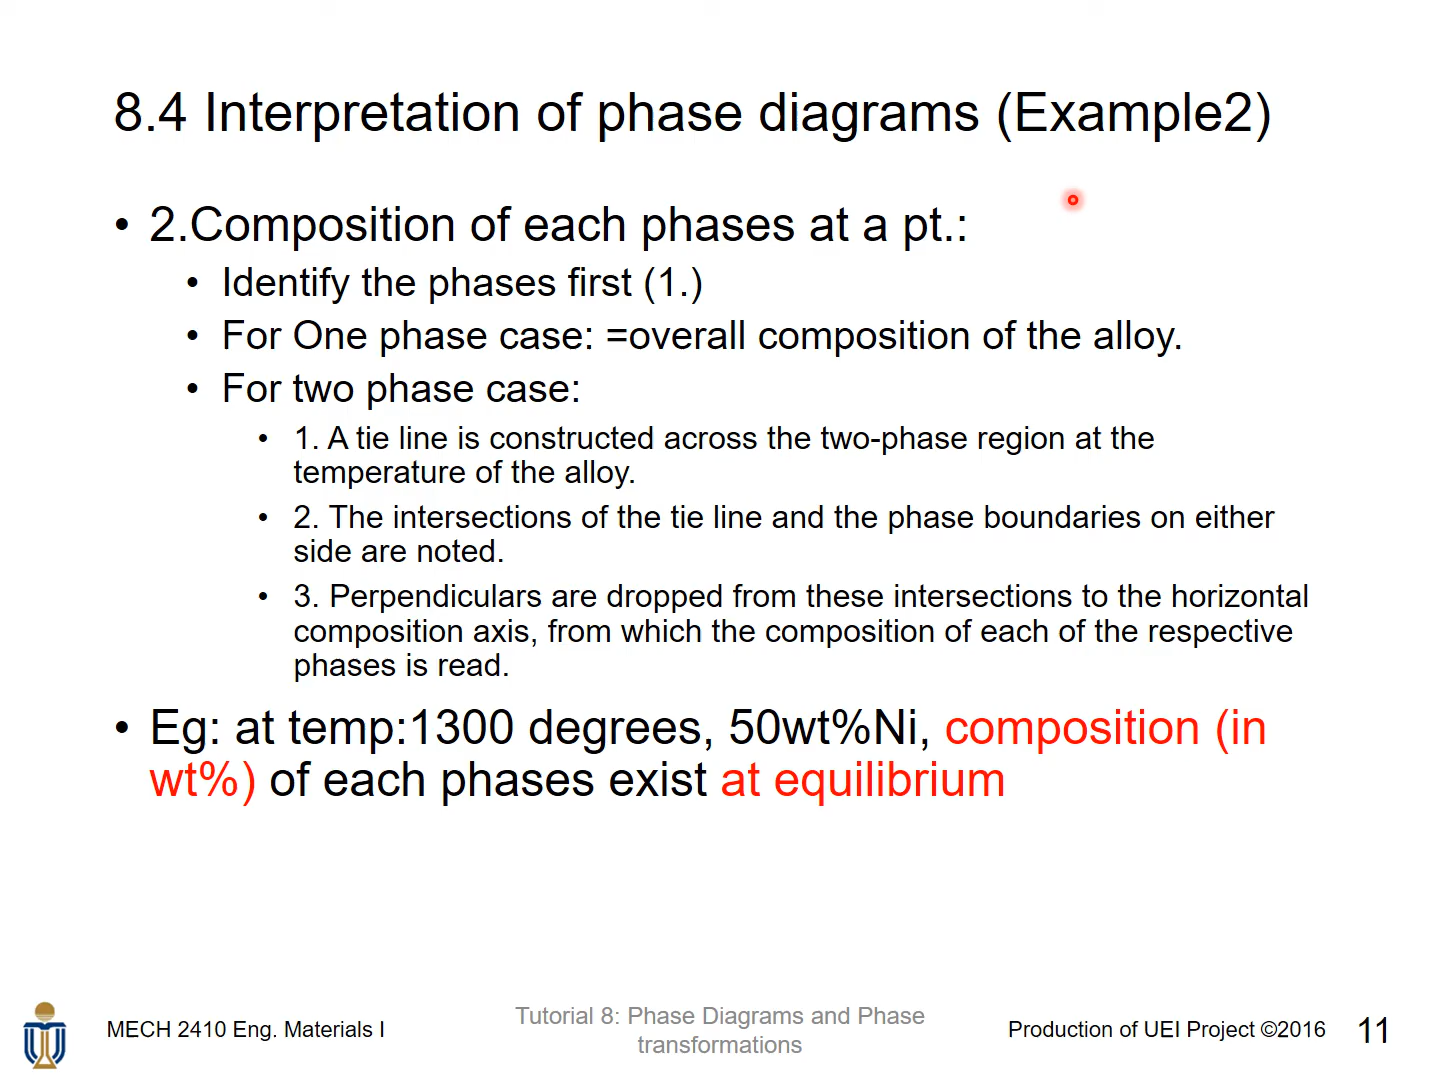 8.4 Interpretation of phase diagrams (Example2)
• 2.Composition of each phases at a pt.:
• Identify the phases first (1.)
• For One phase case: =overall composition of the alloy.
• For two phase case:
• 1. A tie line is constructed across the two-phase region at the
temperature of the alloy.
• 2. The intersections of the tie line and the phase boundaries on either
side are noted.
• 3. Perpendiculars are dropped from these intersections to the horizontal
composition axis, from which the composition of each of the respective
phases is read.
• Eg: at temp:1300 degrees, 50wt%Ni, composition (in
wt%) of each phases exist at equilibrium
MECH 2410 Eng. Materials I
Tutorial 8: Phase Diagrams and Phase
transformations
Production of UEI Project ©2016
11